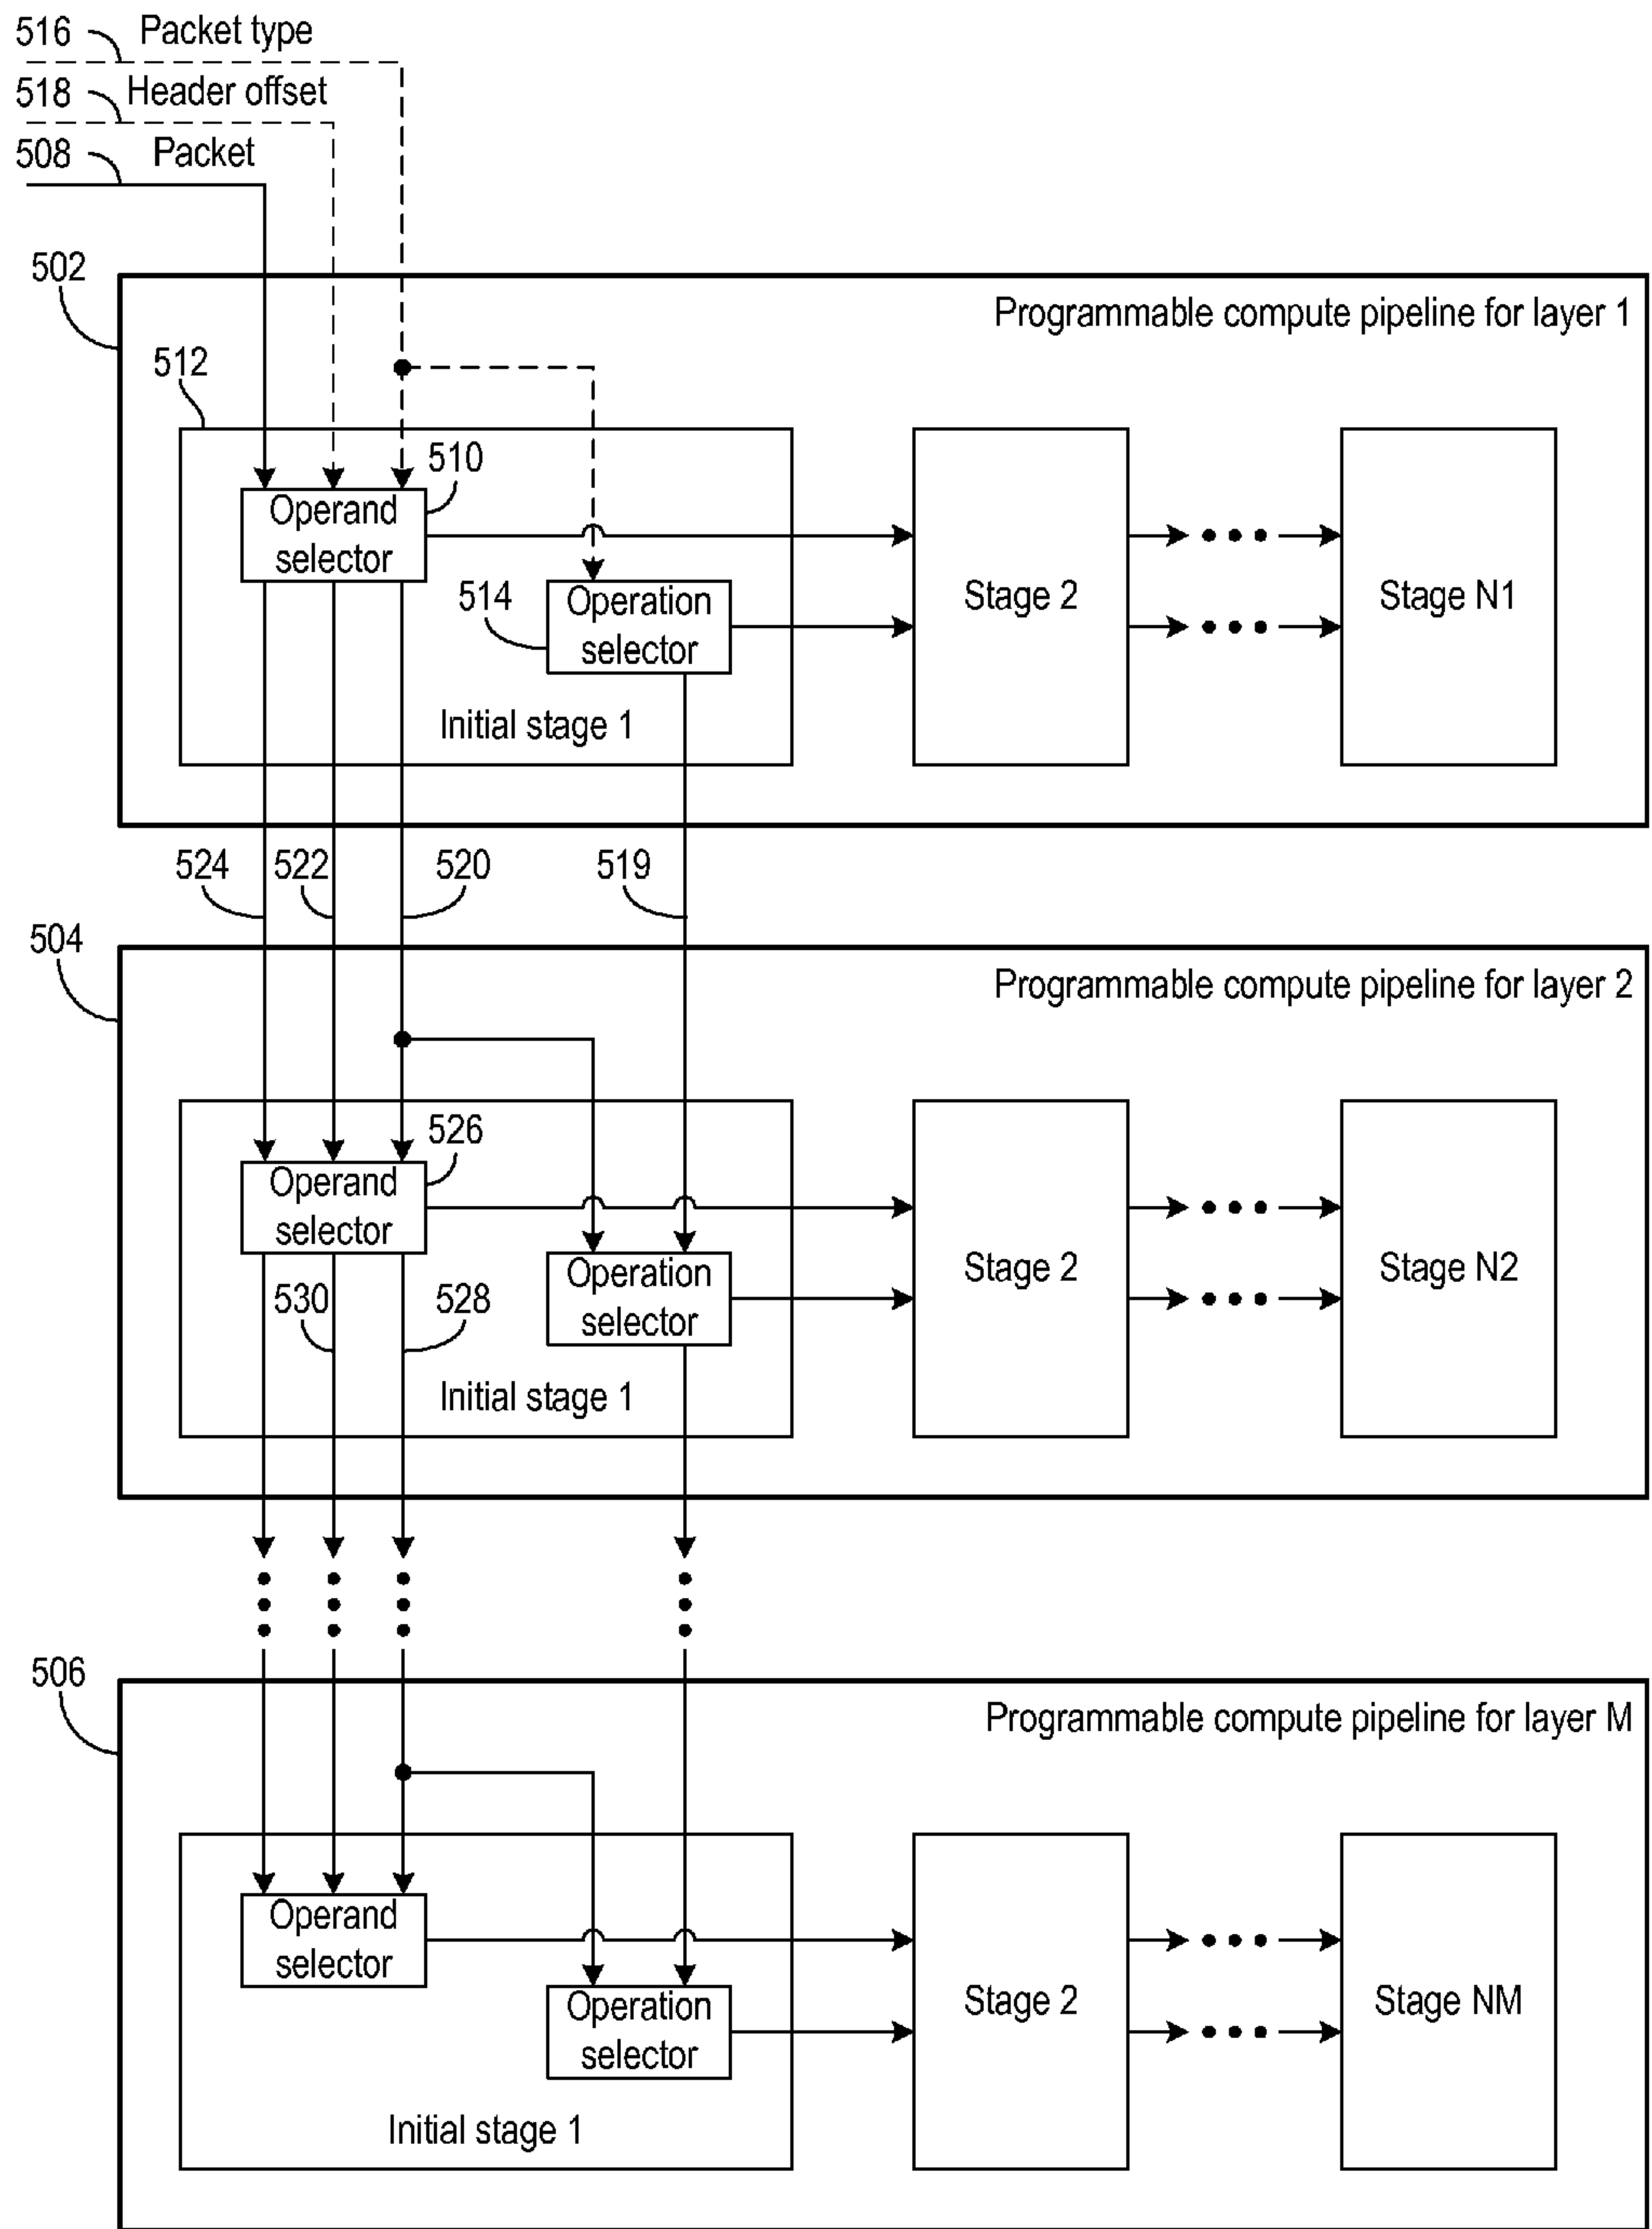 516 Packet type
518 Header offset
508 Packet
502
Programmable compute pipeline for layer 1
512
510
Operand
selector
514
Operation
selector
Stage 2
Stage N1
Initial stage 1
524
522
520
519
504
Programmable compute pipeline for layer 2
526
Operand
selector
Operation
selector
Stage 2
Stage N2
530
528
Initial stage 1
506
Programmable compute pipeline for layer M
Operand
selector
Operation
selector
Stage 2
Stage NM
Initial stage 1